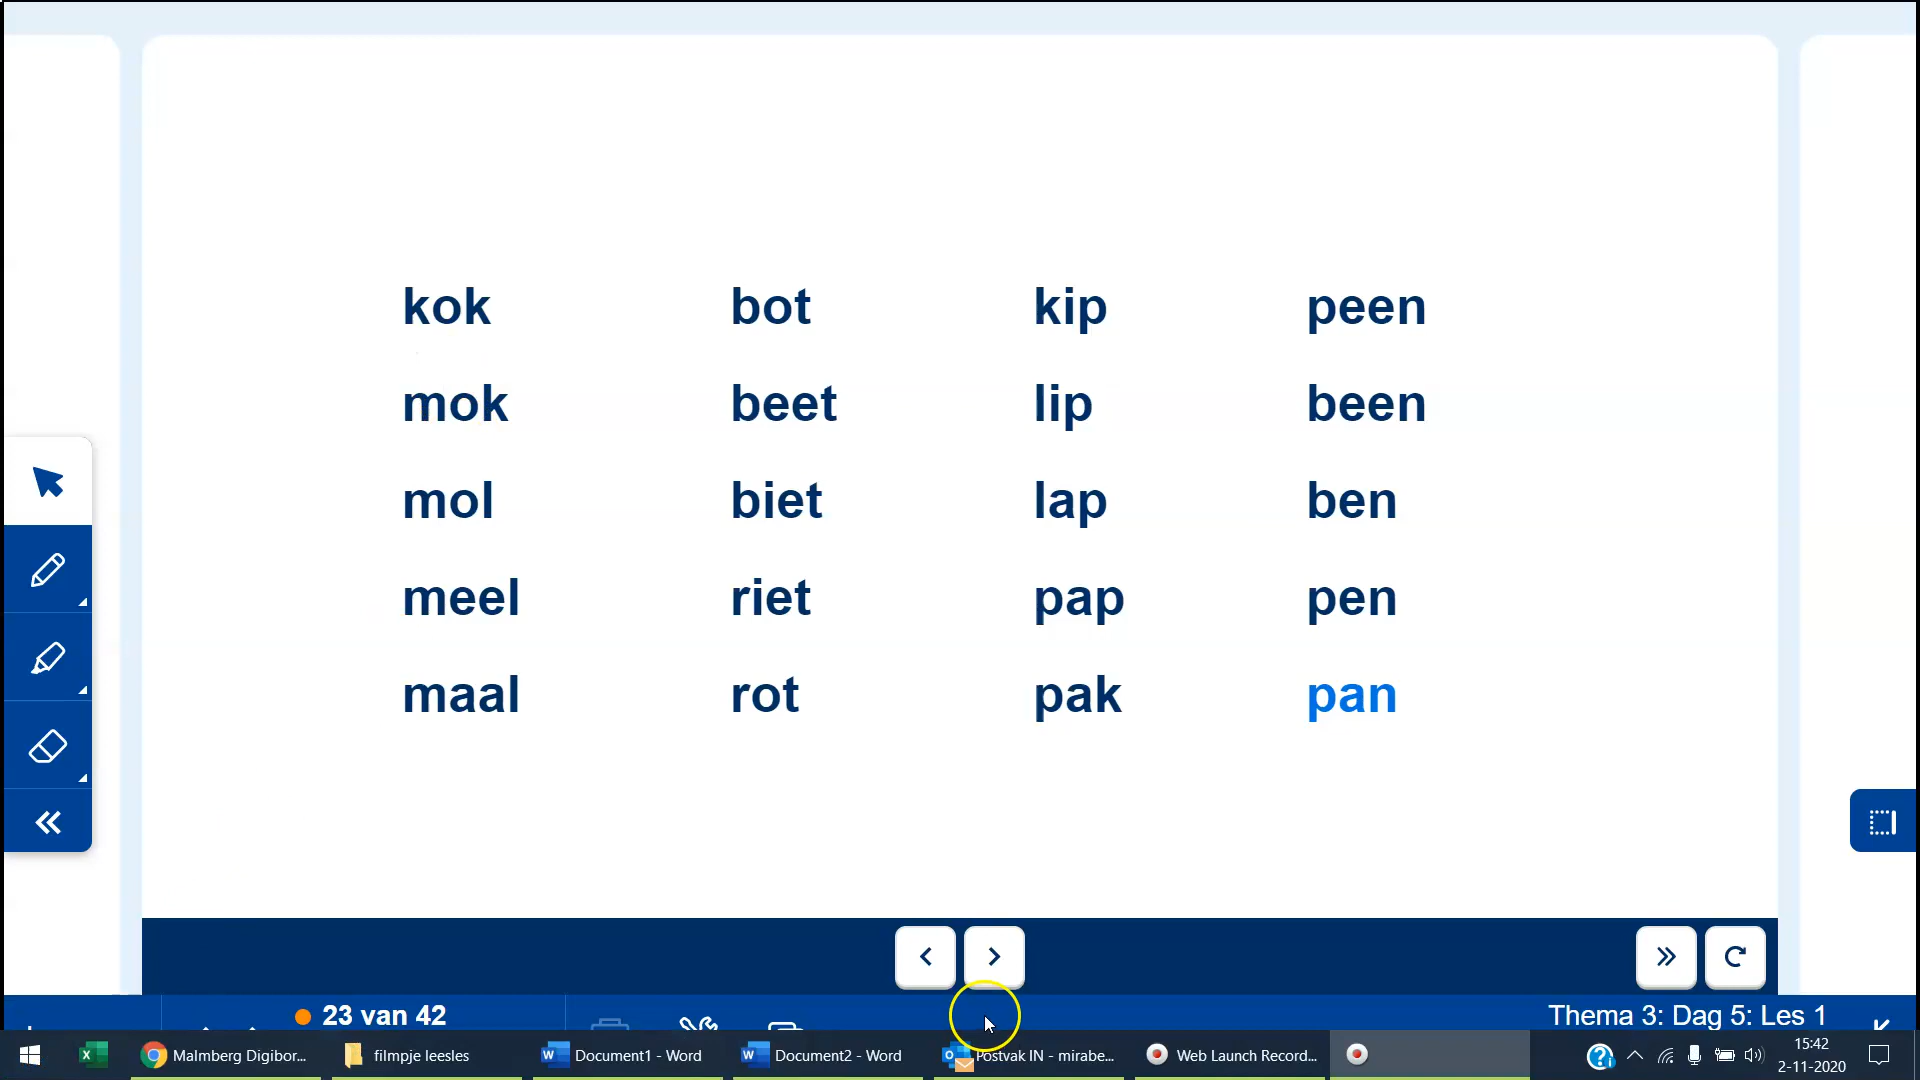 kok bot kip peen
mok beet lip been
mol biet lap ben
meel riet pap pen
maal rot pak pan
23 van 42
Thema 3: Dag 5: Les 1
Malmberg Digibor... filmpje leesles Document1 - Word Document2 - Word Postvak IN - mirabe... Web Launch Record... 15:42
2-11-2020